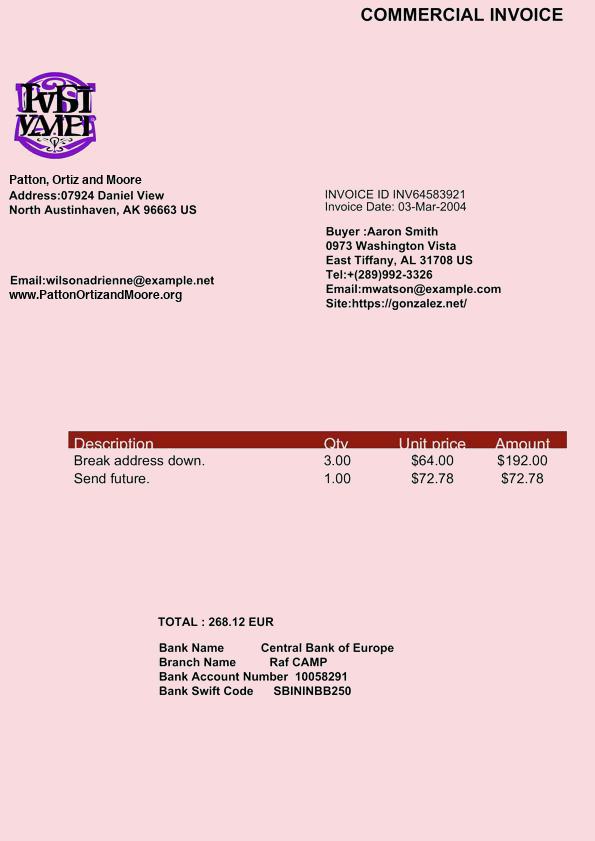 COMMERCIAL INVOICE
Patton, Ortiz and Moore
Address:07924 Daniel View
North Austinhaven, AK 96663 US
Email:wilsonadrienne@example.net
www.PattonOrtizandMoore.org
INVOICE ID INV64583921
Invoice Date: 03-Mar-2004
Buyer :Aaron Smith
0973 Washington Vista
East Tiffany, AL 31708 US
Tel:+(289)992-3326
Email:mwatson@example.com
Site:https://gonzalez.net/
Description Qty Unit price Amount
Break address down. 3.00 $64.00 $192.00
Send future. 1.00 $72.78 $72.78
TOTAL : 268.12 EUR
Bank Name Central Bank of Europe
Branch Name Raf CAMP
Bank Account Number 10058291
Bank Swift Code SBININBB250